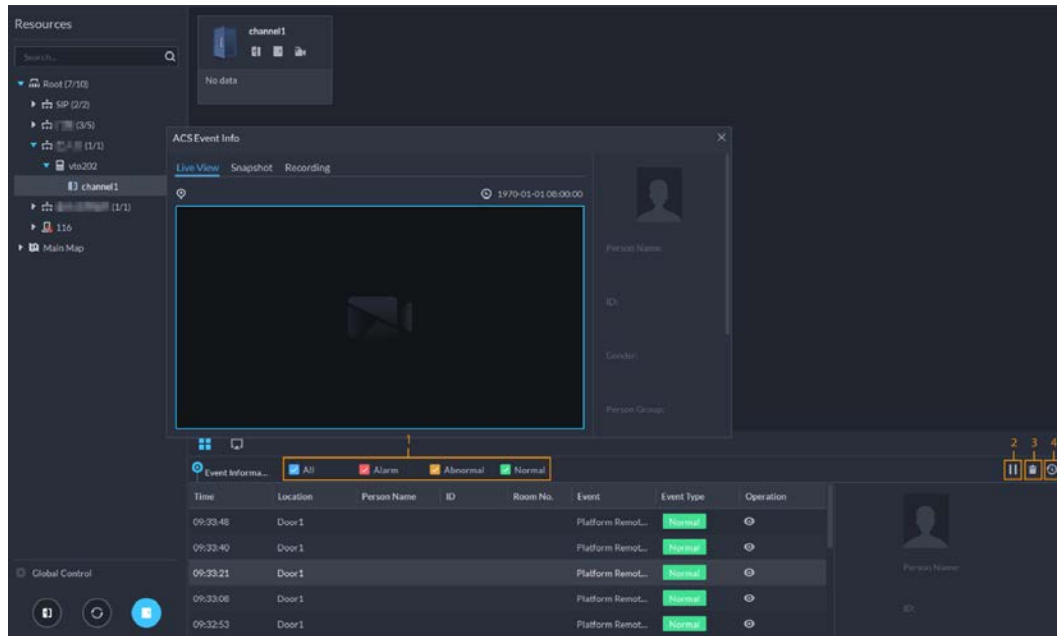 Resources
Search...
Root (7/10)
SIP (2/2)
(3/5)
(1/1)
vto202
channel1
(1/1)
116
Main Map
Global Control
channel1
No data
ACS Event Info
Live View Snapshot Recording
1970-01-01 08:00:00
Person Name:
ID:
Gender:
Person Group:
1
2 3 4
Event Informa... All Alarm Abnormal Normal
Time Location Person Name ID Room No. Event Event Type Operation
09:33:48 Door1 Platform Remot... Normal
09:33:40 Door1 Platform Remot... Normal
09:33:21 Door1 Platform Remot... Normal
09:33:08 Door1 Platform Remot... Normal
09:32:53 Door1 Platform Remot... Normal
Person Name:
ID: